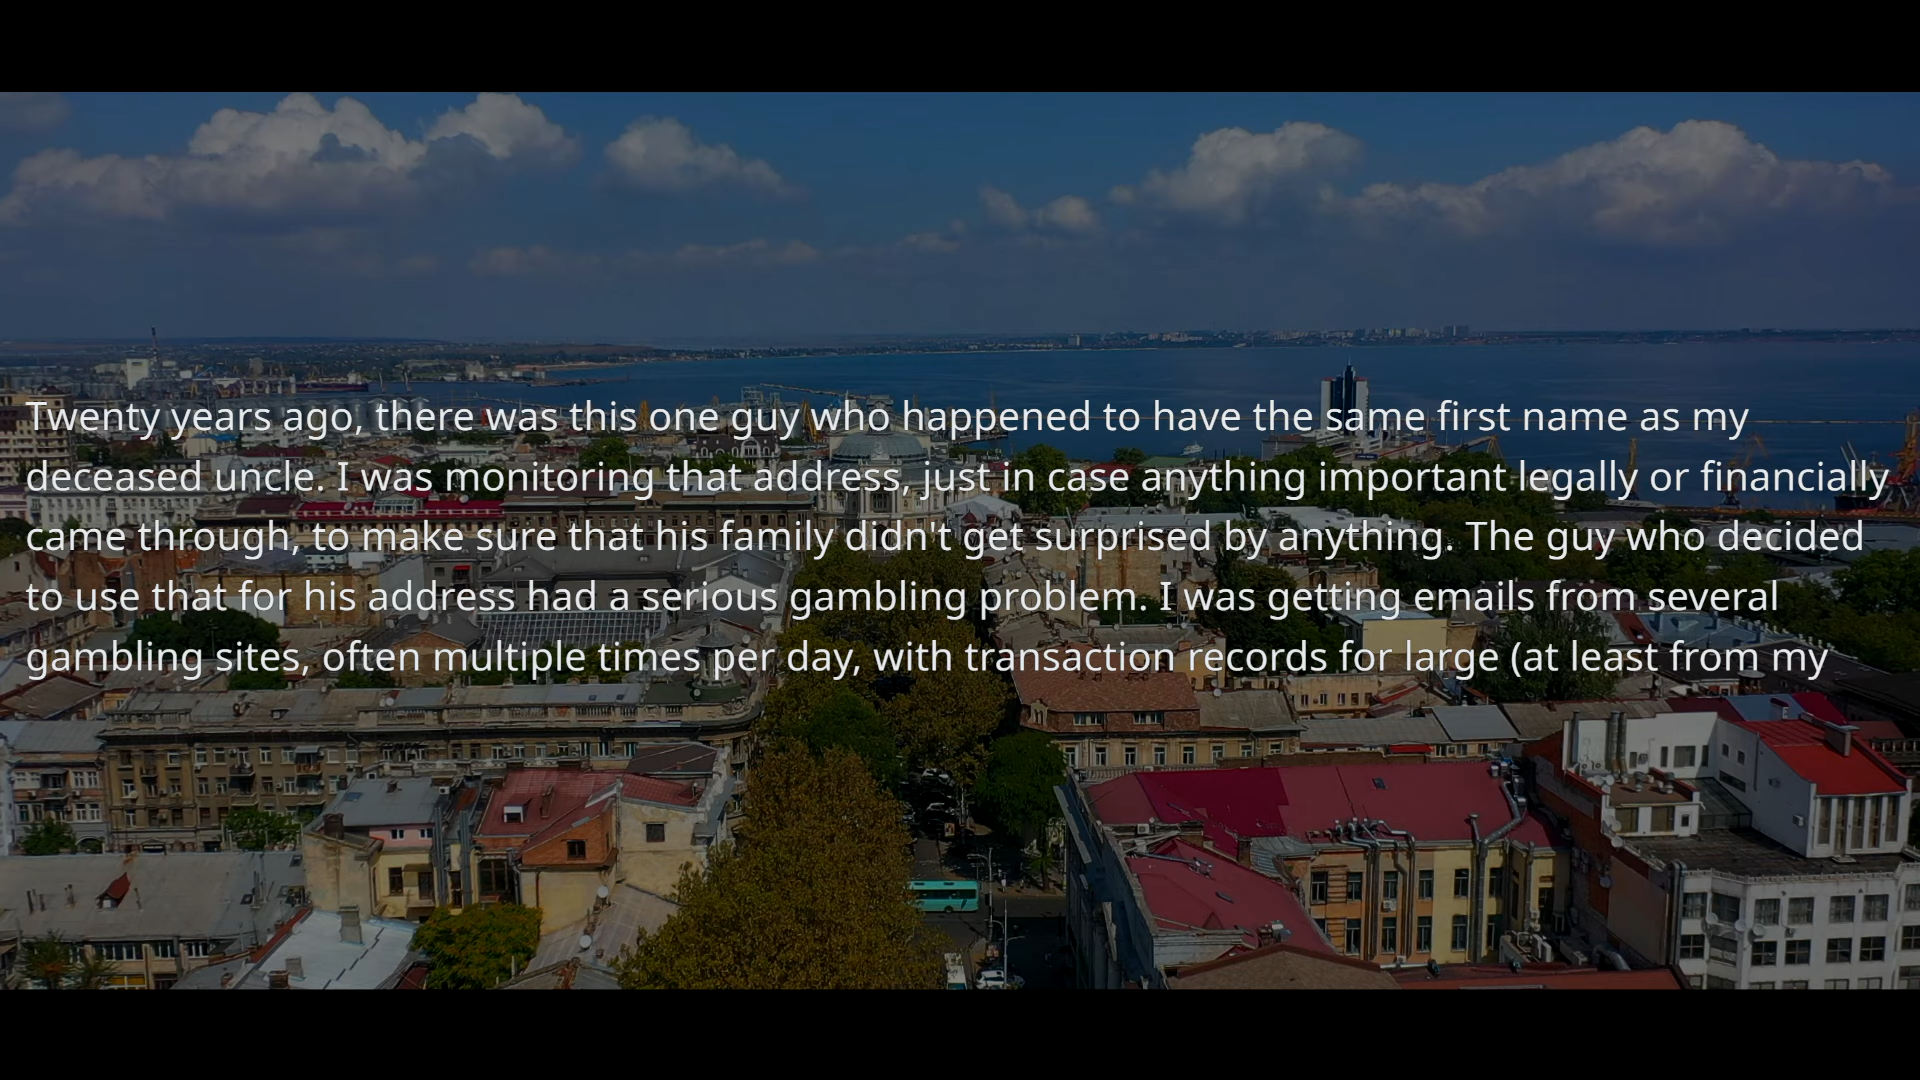 Twenty years ago, there was this one guy who happened to have the same first name as my
deceased uncle. I was monitoring that address, just in case anything important legally or financially
came through, to make sure that his family didn't get surprised by anything. The guy who decided
to use that for his address had a serious gambling problem. I was getting emails from several
gambling sites, often multiple times per day, with transaction records for large (at least from my